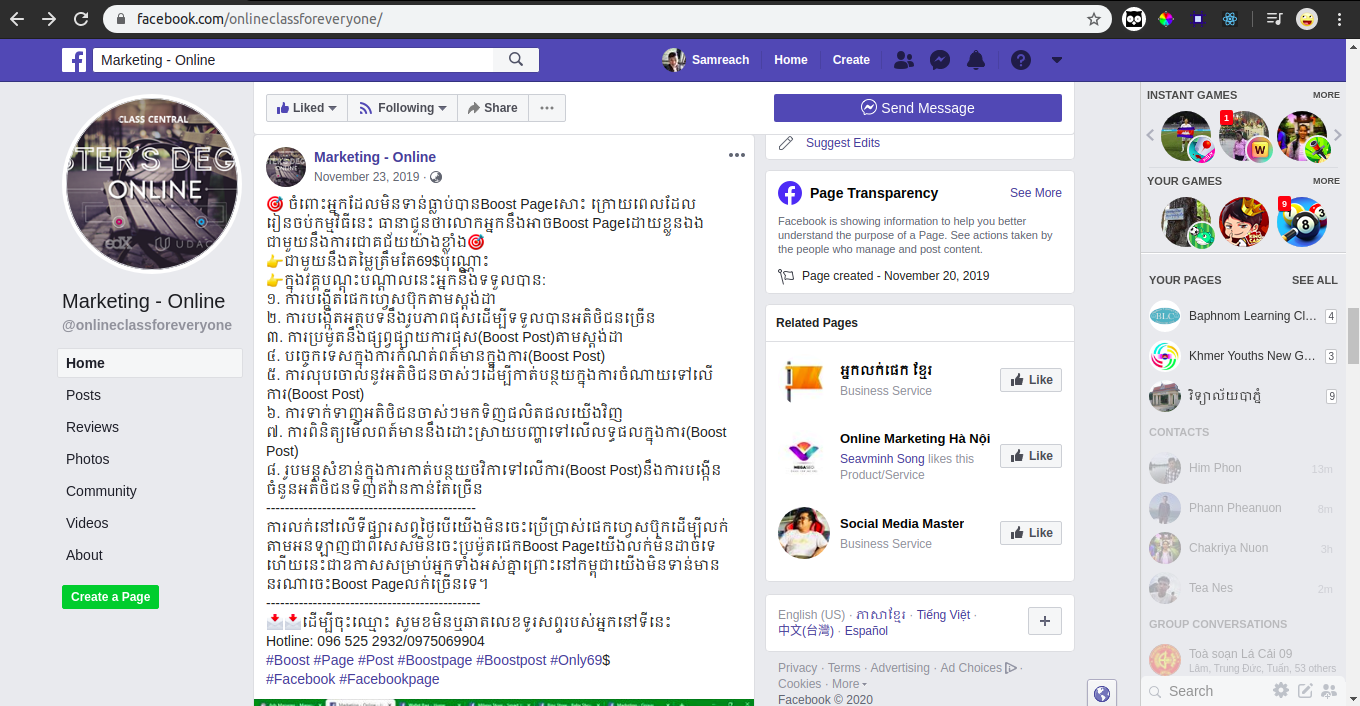 facebook.com/onlineclassforeveryone/
Marketing - Online
Samreach
Home
Create
CLASS CENTRAL
ONLINE
edX
UDAC
Marketing - Online
@onlineclassforeveryone
Home
Posts
Reviews
Photos
Community
Videos
About
Create a Page
Liked
Following
Share
Send Message
Marketing - Online
November 23, 2019 ·
🎯 ចំពោះអ្នកដែលមិនទាន់ធ្លាប់បានBoost Pageសោះ ក្រោយពេលដែល
រៀនចប់កម្មវិធីនេះ ធានាជូនថាលោកអ្នកនឹងអាចBoost Pageដោយខ្លួនឯង
ជាមួយនឹងការជោគជ័យយ៉ាងខ្លាំង🎯
👉ជាមួយនឹងតម្លៃត្រឹមតែ69$ប៉ុណ្ណោះ
👉ក្នុងវគ្គបណ្តុះបណ្តាលនេះអ្នកនឹងទទួលបាន:
១. ការបង្កើតផេកហ្វេសប៊ុកតាមស្តង់ដា
២. ការបង្កើតអត្ថបទនឹងរូបភាពផុសដើម្បីទទួលបានអតិថិជនច្រើន
៣. ការប្រម៉ូតនឹងផ្សព្វផ្សាយការផុស(Boost Post)តាមស្តង់ដា
៤. បច្ចេកទេសក្នុងការកំណត់ពត៌មានក្នុងការ(Boost Post)
៥. ការលុបចោលនូវអតិថិជនចាស់ៗដើម្បីកាត់បន្ថយក្នុងការចំណាយទៅលើ
ការ(Boost Post)
៦. ការទាក់ទាញអតិថិជនចាស់ៗមកទិញផលិតផលយើងវិញ
៧. ការពិនិត្យមើលពត៌មាននឹងដោះស្រាយបញ្ហាទៅលើលទ្ធផលក្នុងការ(Boost
Post)
៨. រូបមន្តសំខាន់ក្នុងការកាត់បន្ថយថវិកាទៅលើការ(Boost Post)នឹងការបង្កើន
ចំនួនអតិថិជនទិញឥវ៉ាន់កាន់តែច្រើន
---------------------------------------------
ការលក់នៅលើទីផ្សារសព្វថ្ងៃបើយើងមិនចេះប្រើប្រាស់ផេកហ្វេសប៊ុកដើម្បីលក់
តាមអនឡាញជាពិសេសមិនចេះប្រម៉ូតផេកBoost Pageយើងលក់មិនដាច់ទេ
ហើយនេះជាឱកាសសម្រាប់អ្នកទាំងអស់គ្នាព្រោះនៅកម្ពុជាយើងមិនទាន់មាន
នរណាចេះBoost Pageលក់ច្រើនទេ។
----------------------------------------------
📩📩ដើម្បីចុះឈ្មោះ សូមខមិនឬឆាតលេខទូរសព្ទរបស់អ្នកនៅទីនេះ
Hotline: 096 525 2932/0975069904
#Boost #Page #Post #Boostpage #Boostpost #Only69$
#Facebook #Facebookpage
Suggest Edits
Page Transparency
See More
Facebook is showing information to help you better
understand the purpose of a Page. See actions taken by
the people who manage and post content.
Page created - November 20, 2019
Related Pages
អ្នកលក់ផេក ខ្មែរ
Business Service
Like
Online Marketing Hà Nội
Seavminh Song likes this
Product/Service
Like
Social Media Master
Business Service
Like
English (US) · ភាសាខ្មែរ · Tiếng Việt ·
中文(台灣) · Español
Privacy · Terms · Advertising · Ad Choices ·
Cookies · More
Facebook © 2020
INSTANT GAMES
MORE
1
W
YOUR GAMES
MORE
9
8
3
YOUR PAGES
SEE ALL
BLC
Baphnom Learning Cl...
4
Khmer Youths New G...
3
វិទ្យាល័យបាភ្នំ
9
CONTACTS
Him Phon
13m
Phann Pheanuon
8m
Chakriya Nuon
3h
Tea Nes
2m
GROUP CONVERSATIONS
Toà soạn Lá Cải 09
Lâm, Trung Đức, Tuấn, 53 others
Search